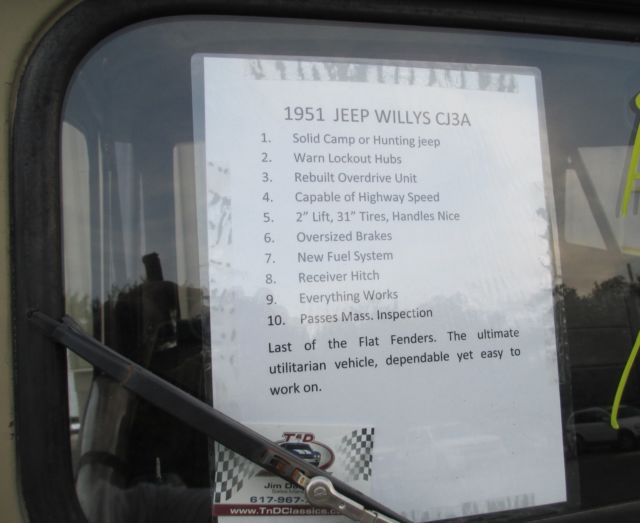 1951 JEEP WILLYS CJ3A
1. Solid Camp or Hunting jeep
2. Warn Lockout Hubs
3. Rebuilt Overdrive Unit
4. Capable of Highway Speed
5. 2" Lift, 31" Tires, Handles Nice
6. Oversized Brakes
7. New Fuel System
8. Receiver Hitch
9. Everything Works
10. Passes Mass. Inspection
Last of the Flat Fenders. The ultimate
utilitarian vehicle, dependable yet easy to
work on.
T&D
Jim
617-967-
www.TnDClassics.c